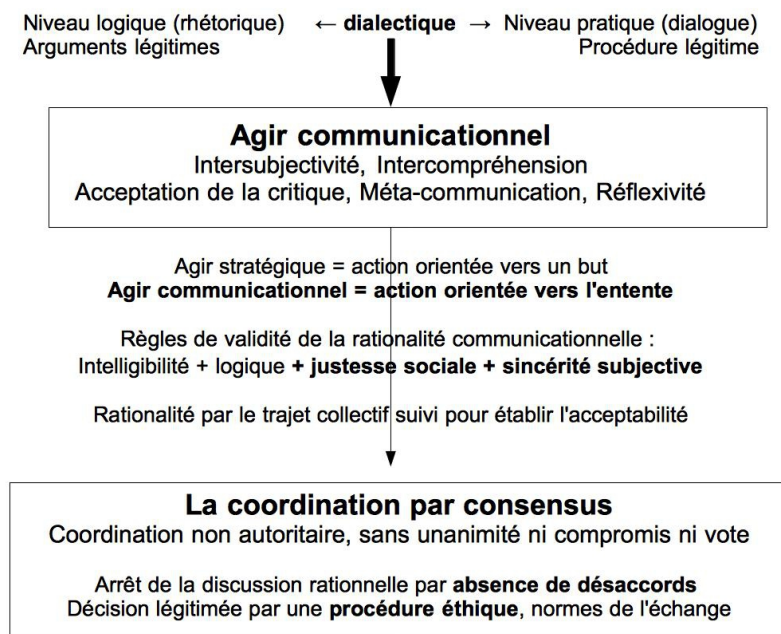 Niveau logique (rhétorique) ← dialectique → Niveau pratique (dialogue)
Arguments légitimes Procédure légitime
Agir communicationnel
Intersubjectivité, Intercompréhension
Acceptation de la critique, Méta-communication, Réflexivité
Agir stratégique = action orientée vers un but
Agir communicationnel = action orientée vers l'entente
Règles de validité de la rationalité communicationnelle :
Intelligibilité + logique + justesse sociale + sincérité subjective
Rationalité par le trajet collectif suivi pour établir l'acceptabilité
La coordination par consensus
Coordination non autoritaire, sans unanimité ni compromis ni vote
Arrêt de la discussion rationnelle par absence de désaccords
Décision légitimée par une procédure éthique, normes de l'échange